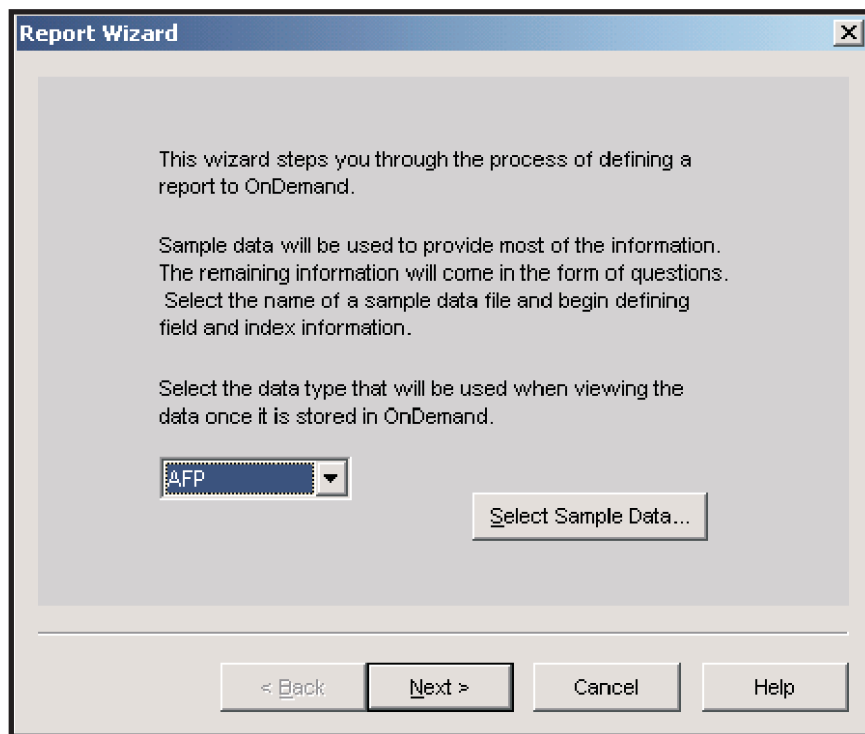 Report Wizard
This wizard steps you through the process of defining a
report to OnDemand.
Sample data will be used to provide most of the information.
The remaining information will come in the form of questions.
Select the name of a sample data file and begin defining
field and index information.
Select the data type that will be used when viewing the
data once it is stored in OnDemand.
AFP
Select Sample Data...
< Back
Next >
Cancel
Help